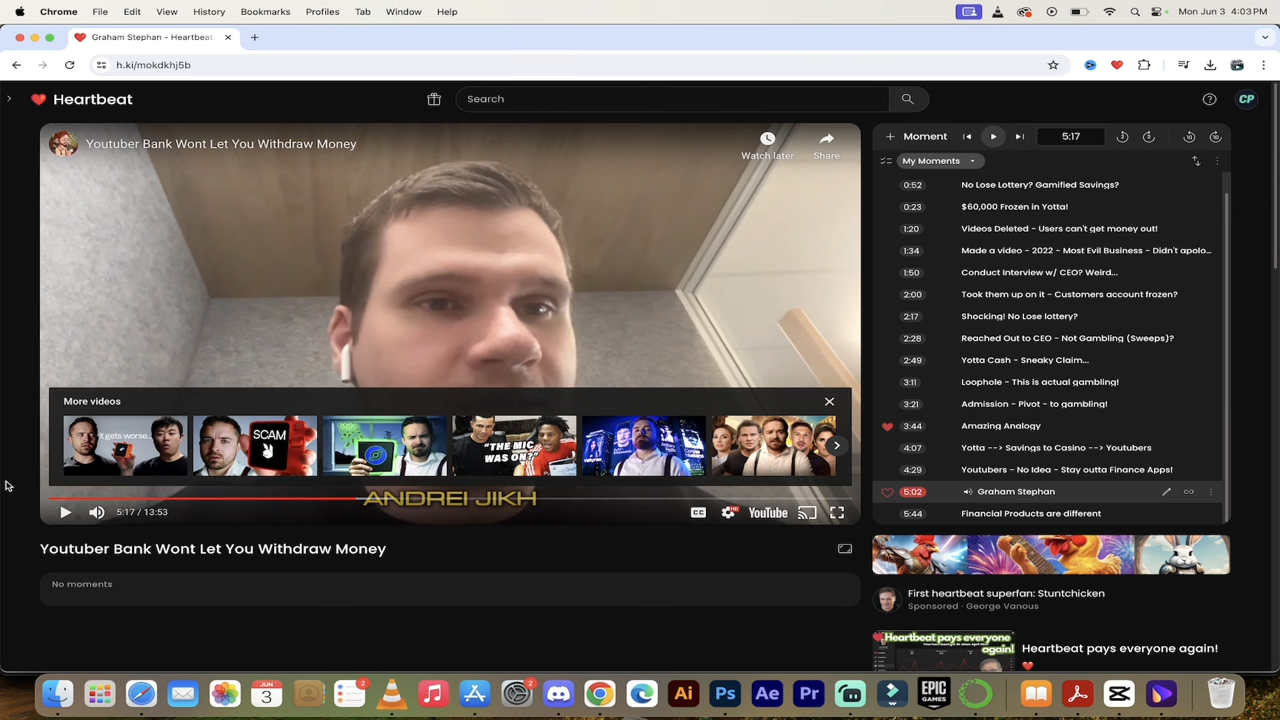 Chrome File Edit View History Bookmarks Profiles Tab Window Help Mon Jun 3 4:03 PM
Graham Stephan - Heartbeat
h.ki/mokdkhj5b
Heartbeat
Search
CP
Youtuber Bank Wont Let You Withdraw Money
Watch later
Share
More videos
it gets worse...
SCAM
"THE MIC WAS ON?"
ANDREI JIKH
5:17 / 13:53
CC
HD
YouTube
Youtuber Bank Wont Let You Withdraw Money
No moments
Moment
5:17
My Moments
0:52 No Lose Lottery? Gamified Savings?
0:23 $60,000 Frozen in Yotta!
1:20 Videos Deleted - Users can't get money out!
1:34 Made a video - 2022 - Most Evil Business - Didn't apolo...
1:50 Conduct Interview w/ CEO? Weird...
2:00 Took them up on it - Customers account frozen?
2:17 Shocking! No Lose lottery?
2:28 Reached Out to CEO - Not Gambling (Sweeps)?
2:49 Yotta Cash - Sneaky Claim...
3:11 Loophole - This is actual gambling!
3:21 Admission - Pivot - to gambling!
3:44 Amazing Analogy
4:07 Yotta --> Savings to Casino --> Youtubers
4:29 Youtubers - No Idea - Stay outta Finance Apps!
5:02 Graham Stephan
5:44 Financial Products are different
First heartbeat superfan: Stuntchicken
Sponsored · George Vanous
Heartbeat pays everyone again!
Heartbeat pays everyone again!
JUN
3
2
2
Ai
Ps
Ae
Pr
EPIC GAMES